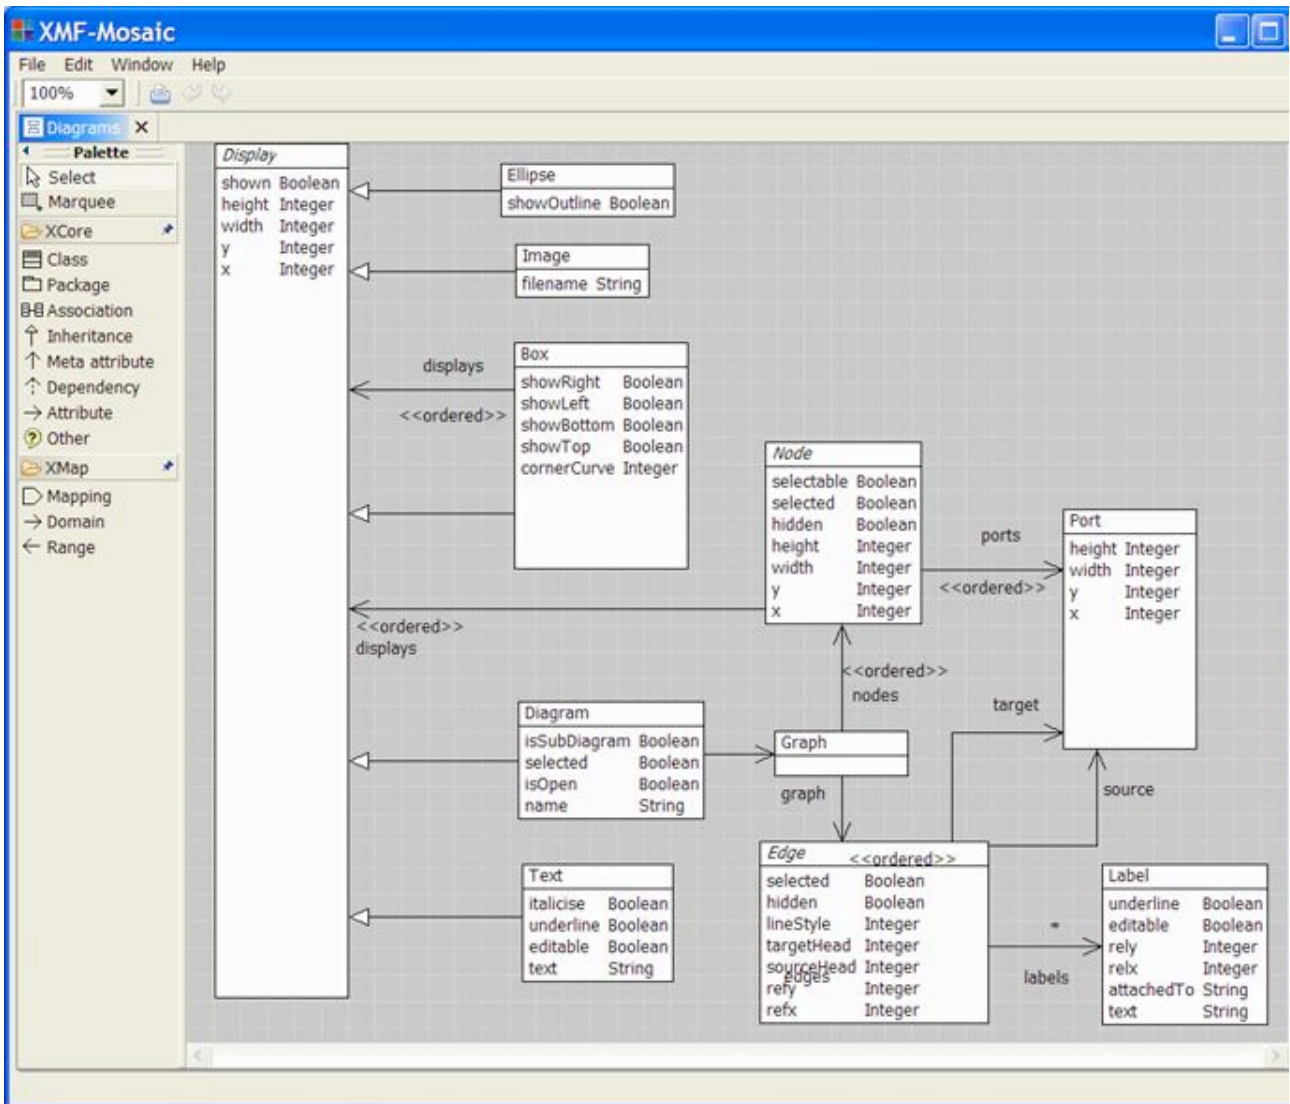 XMF-Mosaic
File Edit Window Help
100%
Diagrams
Palette
Select
Marquee
XCore
Class
Package
Association
Inheritance
Meta attribute
Dependency
Attribute
Other
XMap
Mapping
Domain
Range
Display
shown Boolean
height Integer
width Integer
y Integer
x Integer
Ellipse
showOutline Boolean
Image
filename String
displays
<<ordered>>
Box
showRight Boolean
showLeft Boolean
showBottom Boolean
showTop Boolean
cornerCurve Integer
Node
selectable Boolean
selected Boolean
hidden Boolean
height Integer
width Integer
y Integer
x Integer
ports
<<ordered>>
Port
height Integer
width Integer
y Integer
x Integer
<<ordered>>
displays
<<ordered>>
nodes
target
Diagram
isSubDiagram Boolean
selected Boolean
isOpen Boolean
name String
Graph
graph
source
Text
italicise Boolean
underline Boolean
editable Boolean
text String
Edge
<<ordered>>
selected Boolean
hidden Boolean
lineStyle Integer
targetHead Integer
sourceHead Integer
edges
refy Integer
refx Integer
*
labels
Label
underline Boolean
editable Boolean
rely Integer
relx Integer
attachedTo String
text String